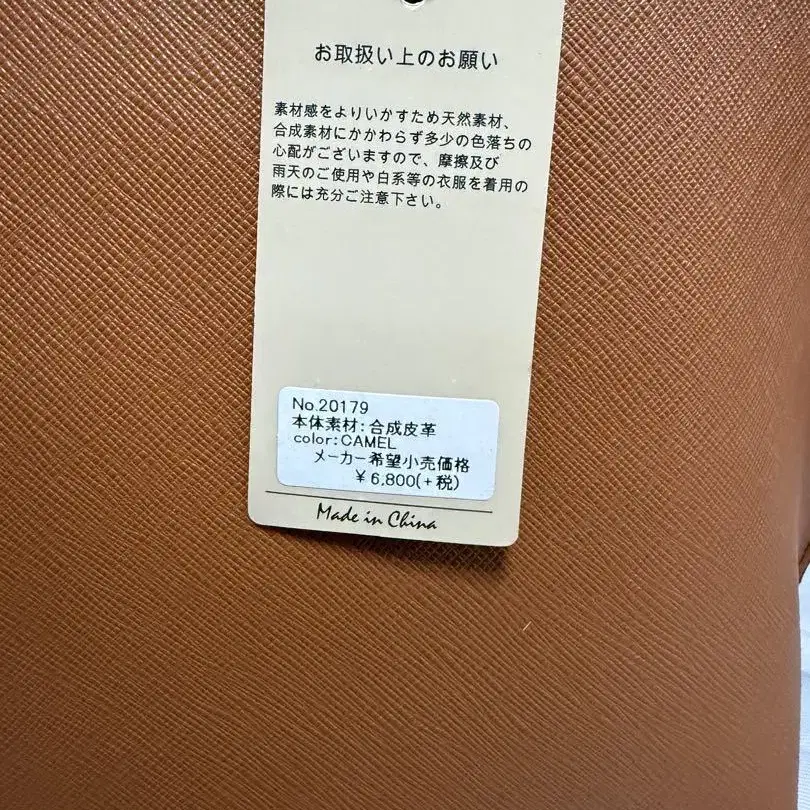 お取扱い上のお願い
素材感をよりいかすため天然素材、
合成素材にかかわらず多少の色落ちの
心配がございますので、摩擦及び
雨天のご使用や白系等の衣服を着用の
際には充分ご注意下さい。
No.20179
本体素材:合成皮革
color:CAMEL
メーカー希望小売価格
¥6,800(+税)
Made in China